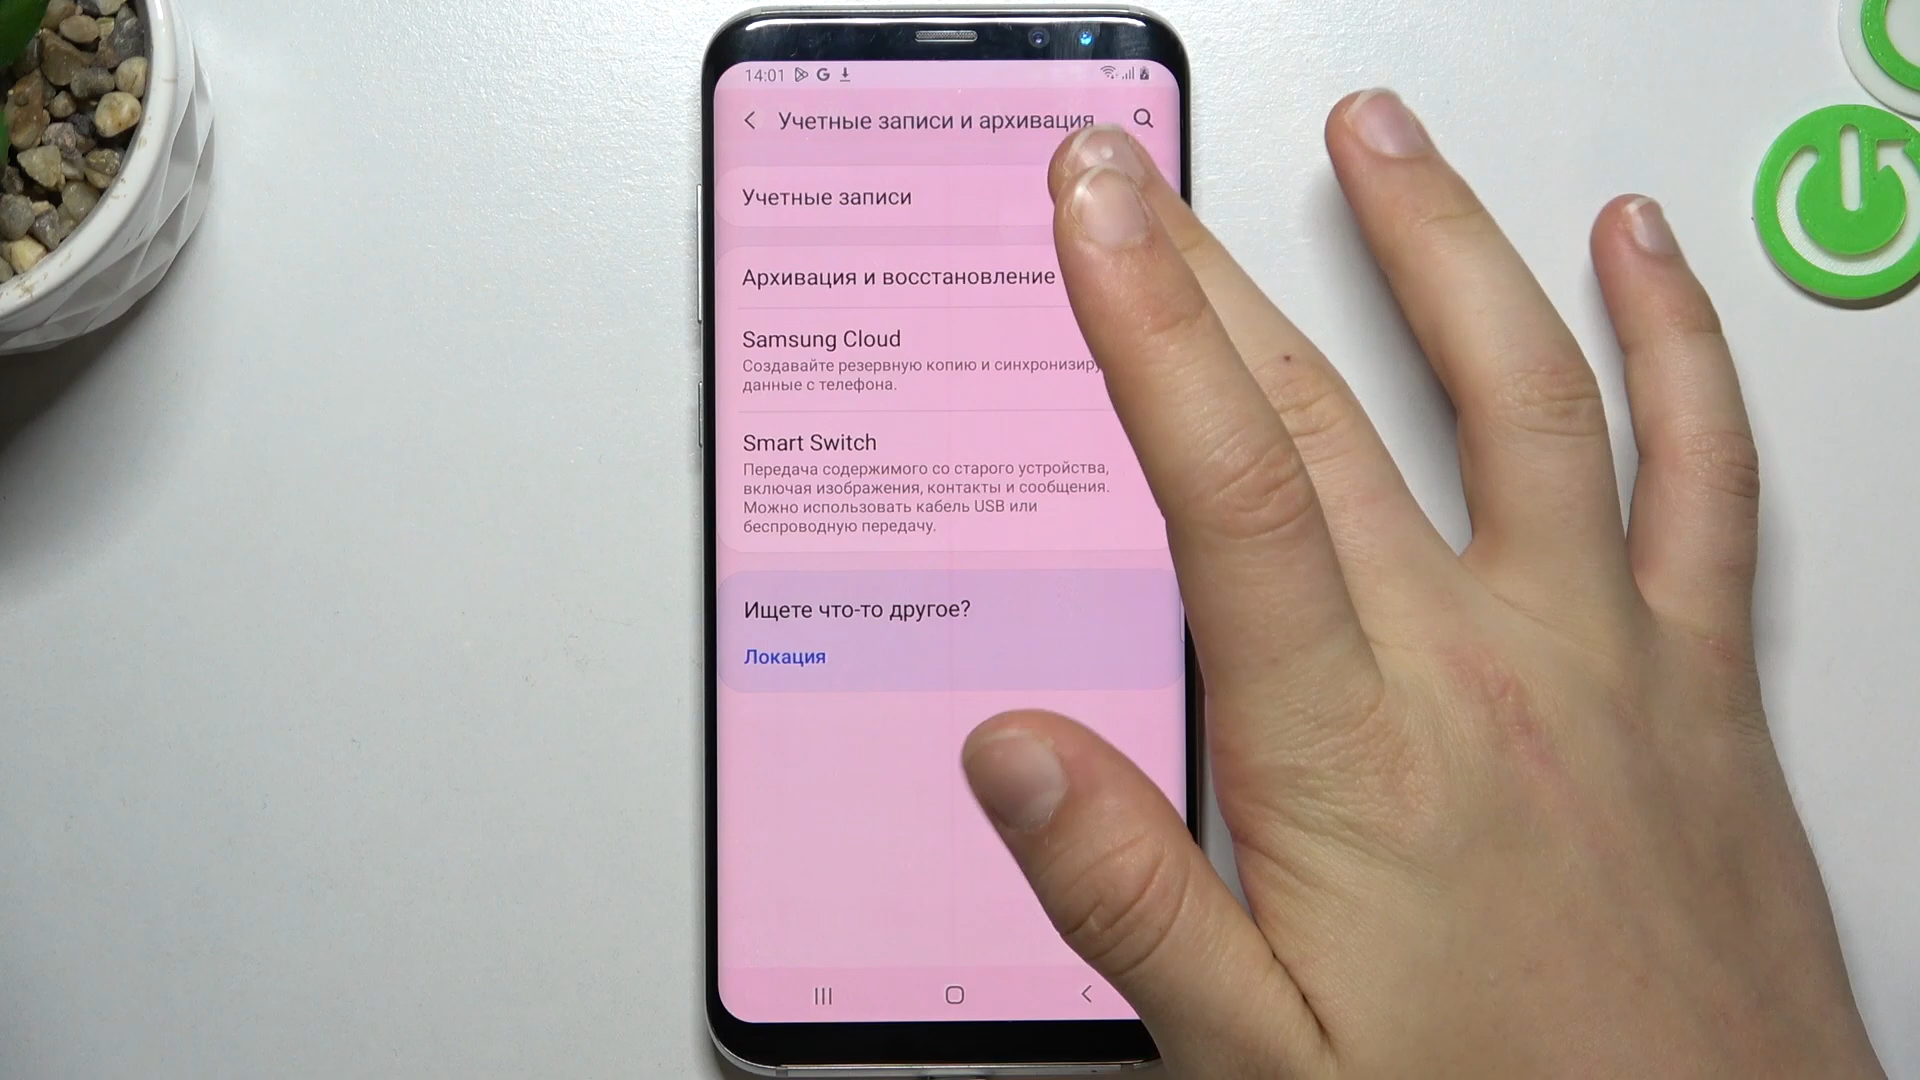 14:01
Учетные записи и архивация
Учетные записи
Архивация и восстановление
Samsung Cloud
Создавайте резервную копию и
данные с телефона.
Smart Switch
Передача содержимого со старого устройства,
включая изображения, контакты и сообщения.
Можно использовать кабель USB или
беспроводную передачу.
Ищете что-то другое?
Локация